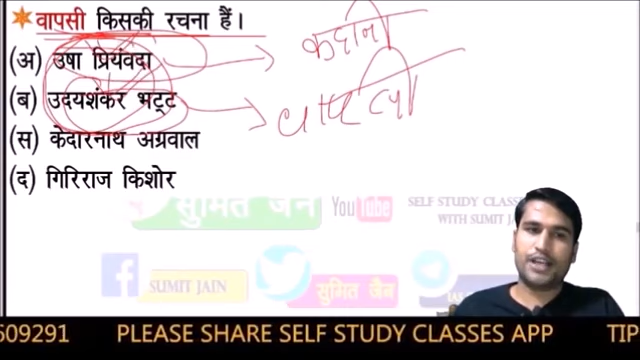 वापसी किसकी रचना हैं।
(अ) उषा प्रियंवदा
कहानी
(ब) उदयशंकर भट्ट
वापसी
(स) केदारनाथ अग्रवाल
(द) गिरिराज किशोर
सुमित जैन
YouTube
SELF STUDY CLASSES
WITH SUMIT JAIN
SUMIT JAIN
सुमित जैन
609291 PLEASE SHARE SELF STUDY CLASSES APP TIP